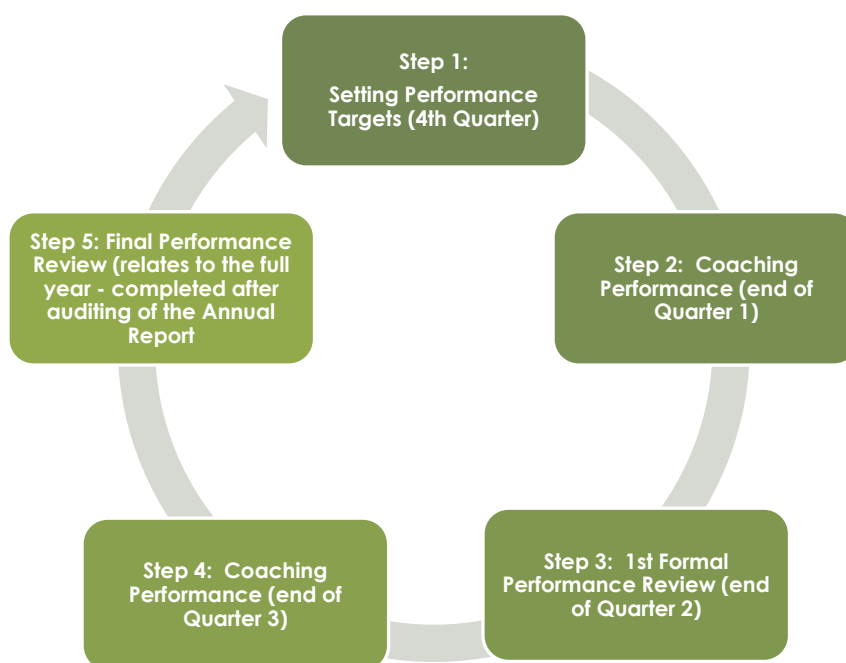 Step 1:
Setting Performance
Targets (4th Quarter)
Step 2:  Coaching
Performance (end of
Quarter 1)
Step 3:  1st Formal
Performance Review (end
of Quarter 2)
Step 4:  Coaching
Performance (end of
Quarter 3)
Step 5: Final Performance
Review (relates to the full
year - completed after
auditing of the Annual
Report